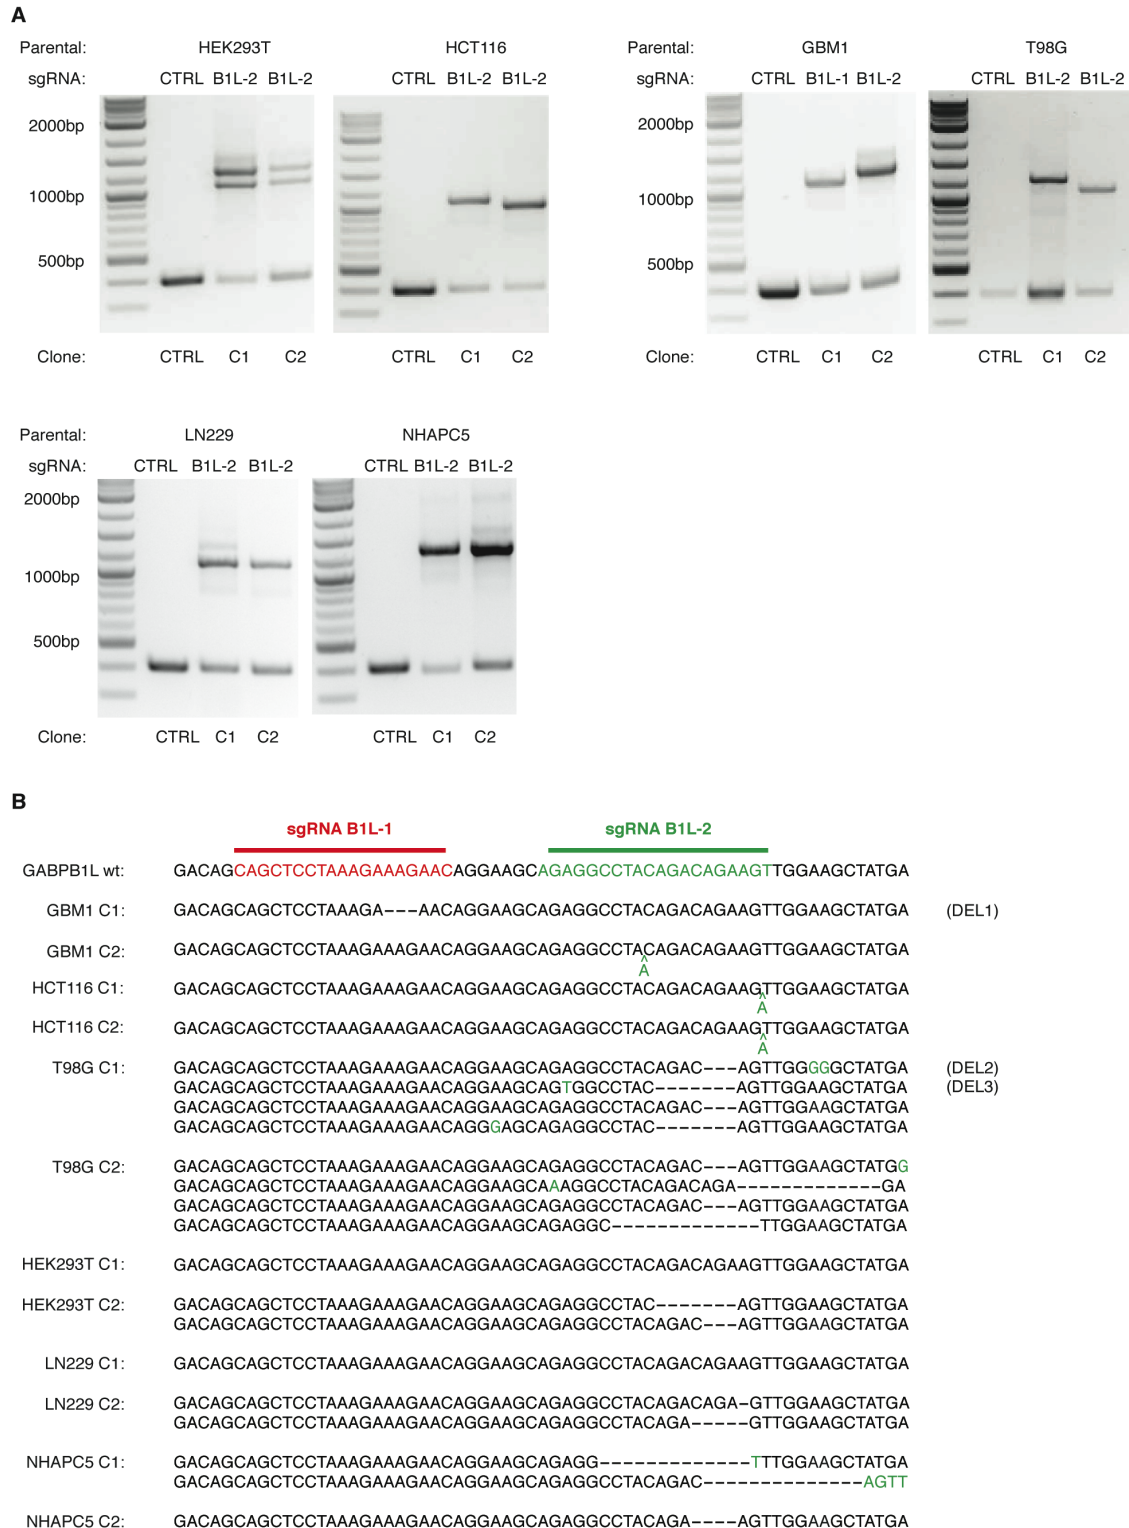 A
Parental: HEK293T HCT116 Parental: GBM1 T98G
sgRNA: CTRL B1L-2 B1L-2 CTRL B1L-2 B1L-2 sgRNA: CTRL B1L-1 B1L-2 CTRL B1L-2 B1L-2
2000bp 2000bp
1000bp 1000bp
500bp 500bp
Clone: CTRL C1 C2 CTRL C1 C2 Clone: CTRL C1 C2 CTRL C1 C2
Parental: LN229 NHAPC5
sgRNA: CTRL B1L-2 B1L-2 CTRL B1L-2 B1L-2
2000bp
1000bp
500bp
Clone: CTRL C1 C2 CTRL C1 C2
B
sgRNA B1L-1 sgRNA B1L-2
GABPB1L wt: GACAGCAGCTCCTAAAGAAAGAACAGGAAGCAGAGGCCTACAGACAGAAGTTTGGAAGCTATGA
GBM1 C1: GACAGCAGCTCCTAAAGA---AACAGGAAGCAGAGGCCTACAGACAGAAGTTGGAAGCTATGA (DEL1)
GBM1 C2: GACAGCAGCTCCTAAAGAAAGAACAGGAAGCAGAGGCCTACAGACAGAAGTTGGAAGCTATGA
^
A
HCT116 C1: GACAGCAGCTCCTAAAGAAAGAACAGGAAGCAGAGGCCTACAGACAGAAGTTGGAAGCTATGA
^
A
HCT116 C2: GACAGCAGCTCCTAAAGAAAGAACAGGAAGCAGAGGCCTACAGACAGAAGTTGGAAGCTATGA
^
A
T98G C1: GACAGCAGCTCCTAAAGAAAGAACAGGAAGCAGAGGCCTACAGAC---AGTTGGGGGCTATGA (DEL2)
GACAGCAGCTCCTAAAGAAAGAACAGGAAGCAGTGGCCTAC-------AGTTGGAAGCTATGA (DEL3)
GACAGCAGCTCCTAAAGAAAGAACAGGAAGCAGAGGCCTACAGAC---AGTTGGAAGCTATGA
GACAGCAGCTCCTAAAGAAAGAACAGGGAGCAGAGGCCTAC-------AGTTGGAAGCTATGA
T98G C2: GACAGCAGCTCCTAAAGAAAGAACAGGAAGCAGAGGCCTACAGAC---AGTTGGAAGCTATGG
GACAGCAGCTCCTAAAGAAAGAACAGGAAGCAAAGGCCTACAGACAGA-------------GA
GACAGCAGCTCCTAAAGAAAGAACAGGAAGCAGAGGCCTACAGAC---AGTTGGAAGCTATGA
GACAGCAGCTCCTAAAGAAAGAACAGGAAGCAGAGGC-------------TTGGAAGCTATGA
HEK293T C1: GACAGCAGCTCCTAAAGAAAGAACAGGAAGCAGAGGCCTACAGACAGAAGTTGGAAGCTATGA
HEK293T C2: GACAGCAGCTCCTAAAGAAAGAACAGGAAGCAGAGGCCTAC-------AGTTGGAAGCTATGA
GACAGCAGCTCCTAAAGAAAGAACAGGAAGCAGAGGCCTACAGAC---AGTTGGAAGCTATGA
LN229 C1: GACAGCAGCTCCTAAAGAAAGAACAGGAAGCAGAGGCCTACAGACAGAAGTTGGAAGCTATGA
LN229 C2: GACAGCAGCTCCTAAAGAAAGAACAGGAAGCAGAGGCCTACAGACAGA-GTTGGAAGCTATGA
GACAGCAGCTCCTAAAGAAAGAACAGGAAGCAGAGGCCTACAGA-----GTTGGAAGCTATGA
NHAPC5 C1: GACAGCAGCTCCTAAAGAAAGAACAGGAAGCAGAGG-------------TTTGGAAGCTATGA
GACAGCAGCTCCTAAAGAAAGAACAGGAAGCAGAGGCCTACAGAC--------------AGTT
NHAPC5 C2: GACAGCAGCTCCTAAAGAAAGAACAGGAAGCAGAGGCCTACAGA----AGTTGGAAGCTATGA